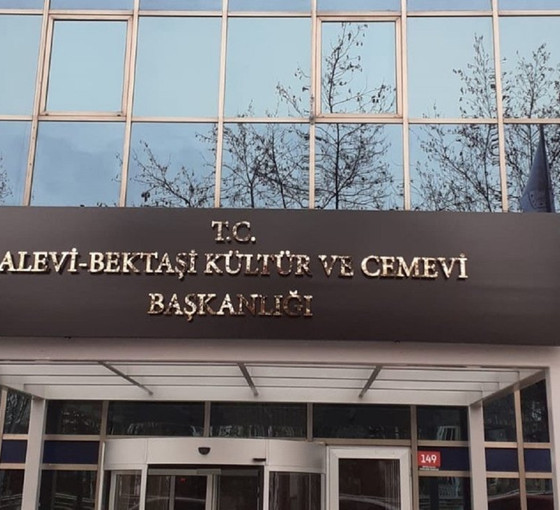 T.C.
ALEVİ-BEKTAŞİ KÜLTÜR VE CEMEVİ
BAŞKANLIĞI
149